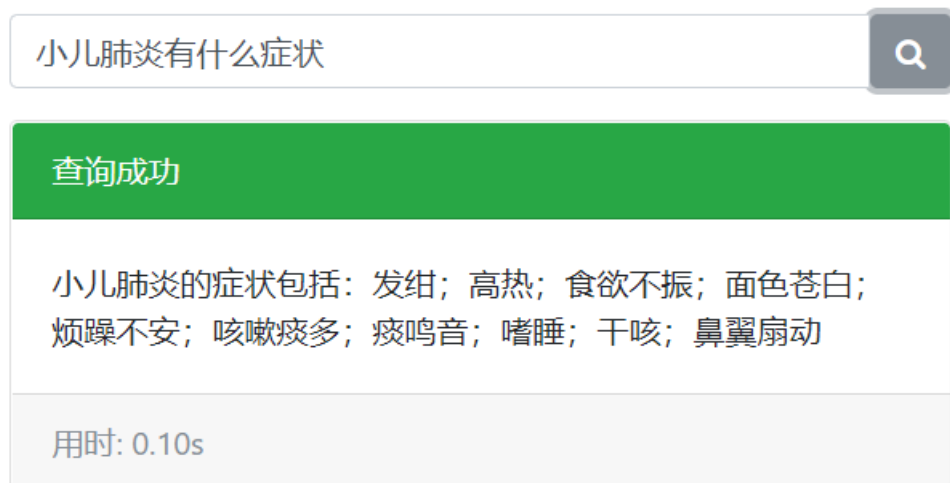 小儿肺炎有什么症状
查询成功
小儿肺炎的症状包括：发绀；高热；食欲不振；面色苍白；
烦躁不安；咳嗽痰多；痰鸣音；嗜睡；干咳；鼻翼扇动
用时: 0.10s